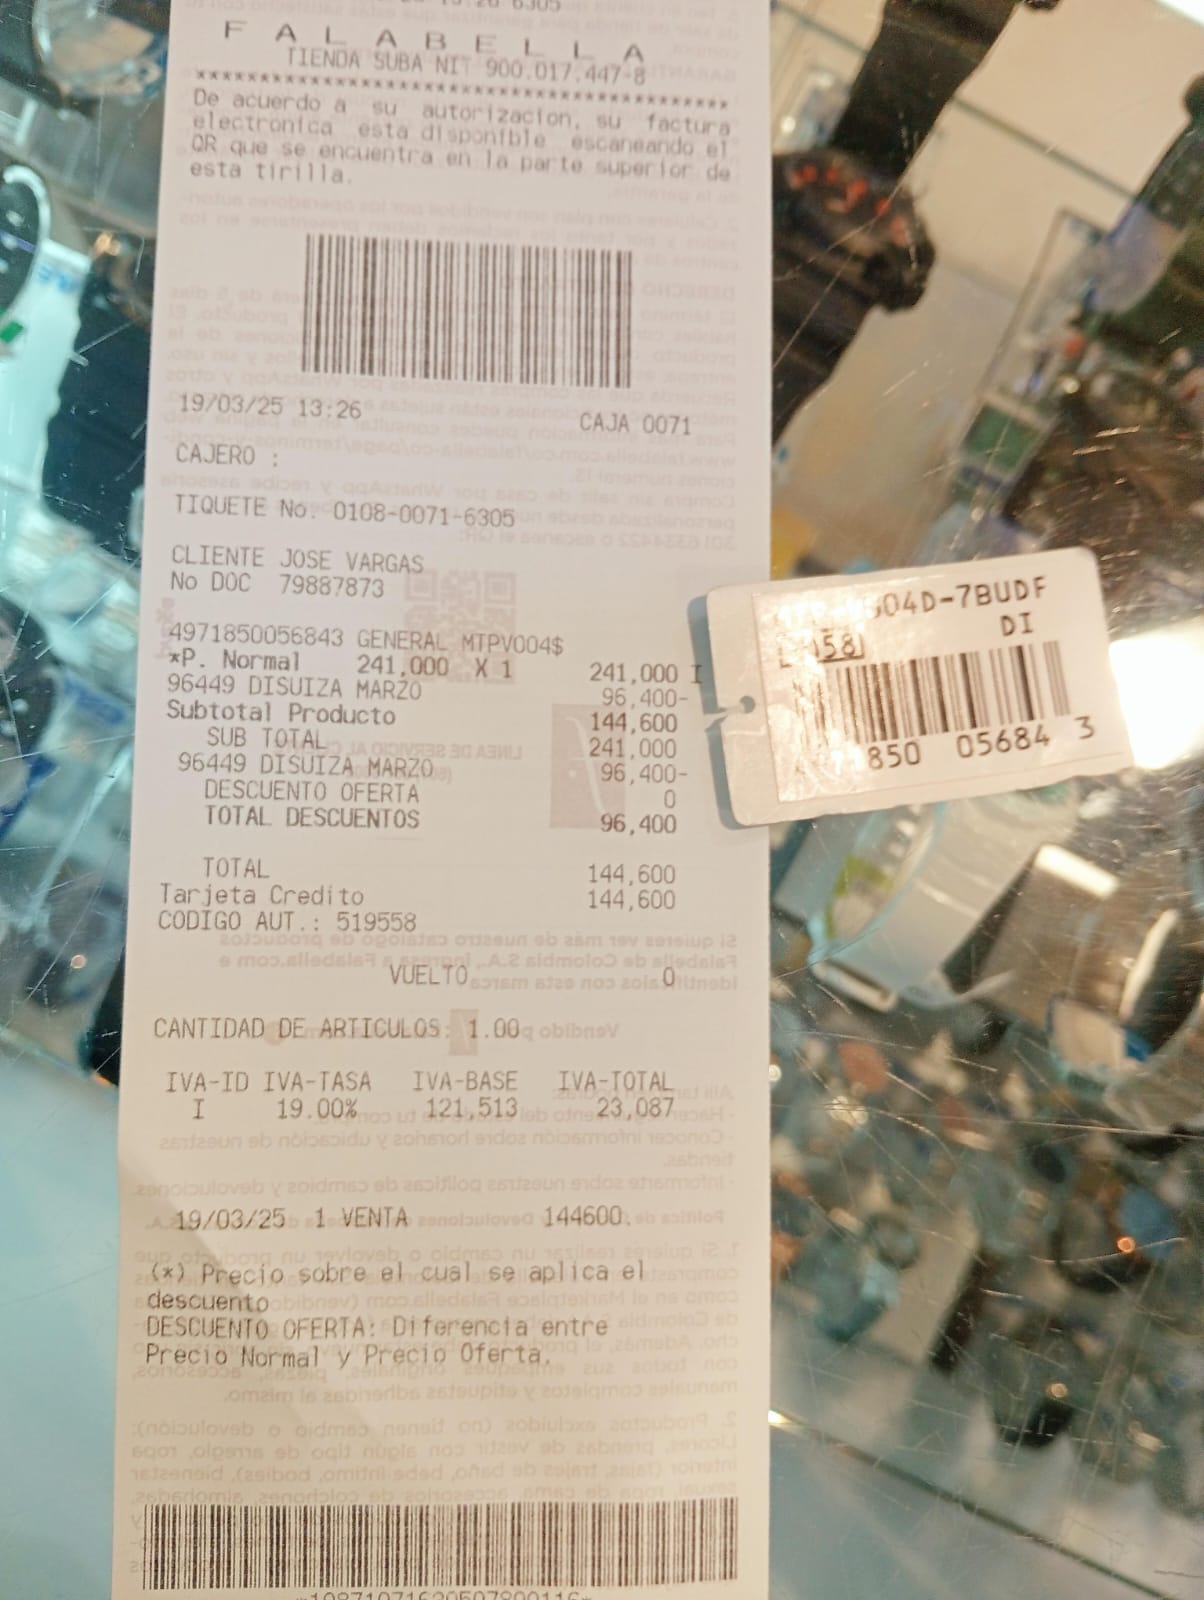 F A L A B E L L A
TIENDA SUBA NIT 900.017.447-8
****************************************
De acuerdo a su autorizacion, su factura
electronica esta disponible escaneando el
QR que se encuentra en la parte superior de
esta tirilla.
19/03/25 13:26 CAJA 0071
CAJERO :
TIQUETE No. 0108-0071-6305
CLIENTE JOSE VARGAS
No DOC 79887873
4971850056843 GENERAL MTPV004$
*P. Normal 241,000 X 1 241,000 I
96449 DISUIZA MARZO 96,400-
Subtotal Producto 144,600
SUB TOTAL 241,000
96449 DISUIZA MARZO 96,400-
DESCUENTO OFERTA 0
TOTAL DESCUENTOS 96,400
TOTAL 144,600
Tarjeta Credito 144,600
CODIGO AUT.: 519558
VUELTO 0
CANTIDAD DE ARTICULOS: 1.00
IVA-ID IVA-TASA IVA-BASE IVA-TOTAL
I 19.00% 121,513 23,087
19/03/25 1 VENTA 144600.
(*) Precio sobre el cual se aplica el
descuento
DESCUENTO OFERTA: Diferencia entre
Precio Normal y Precio Oferta.
04D-7BUDF
DI
58
850 05684 3